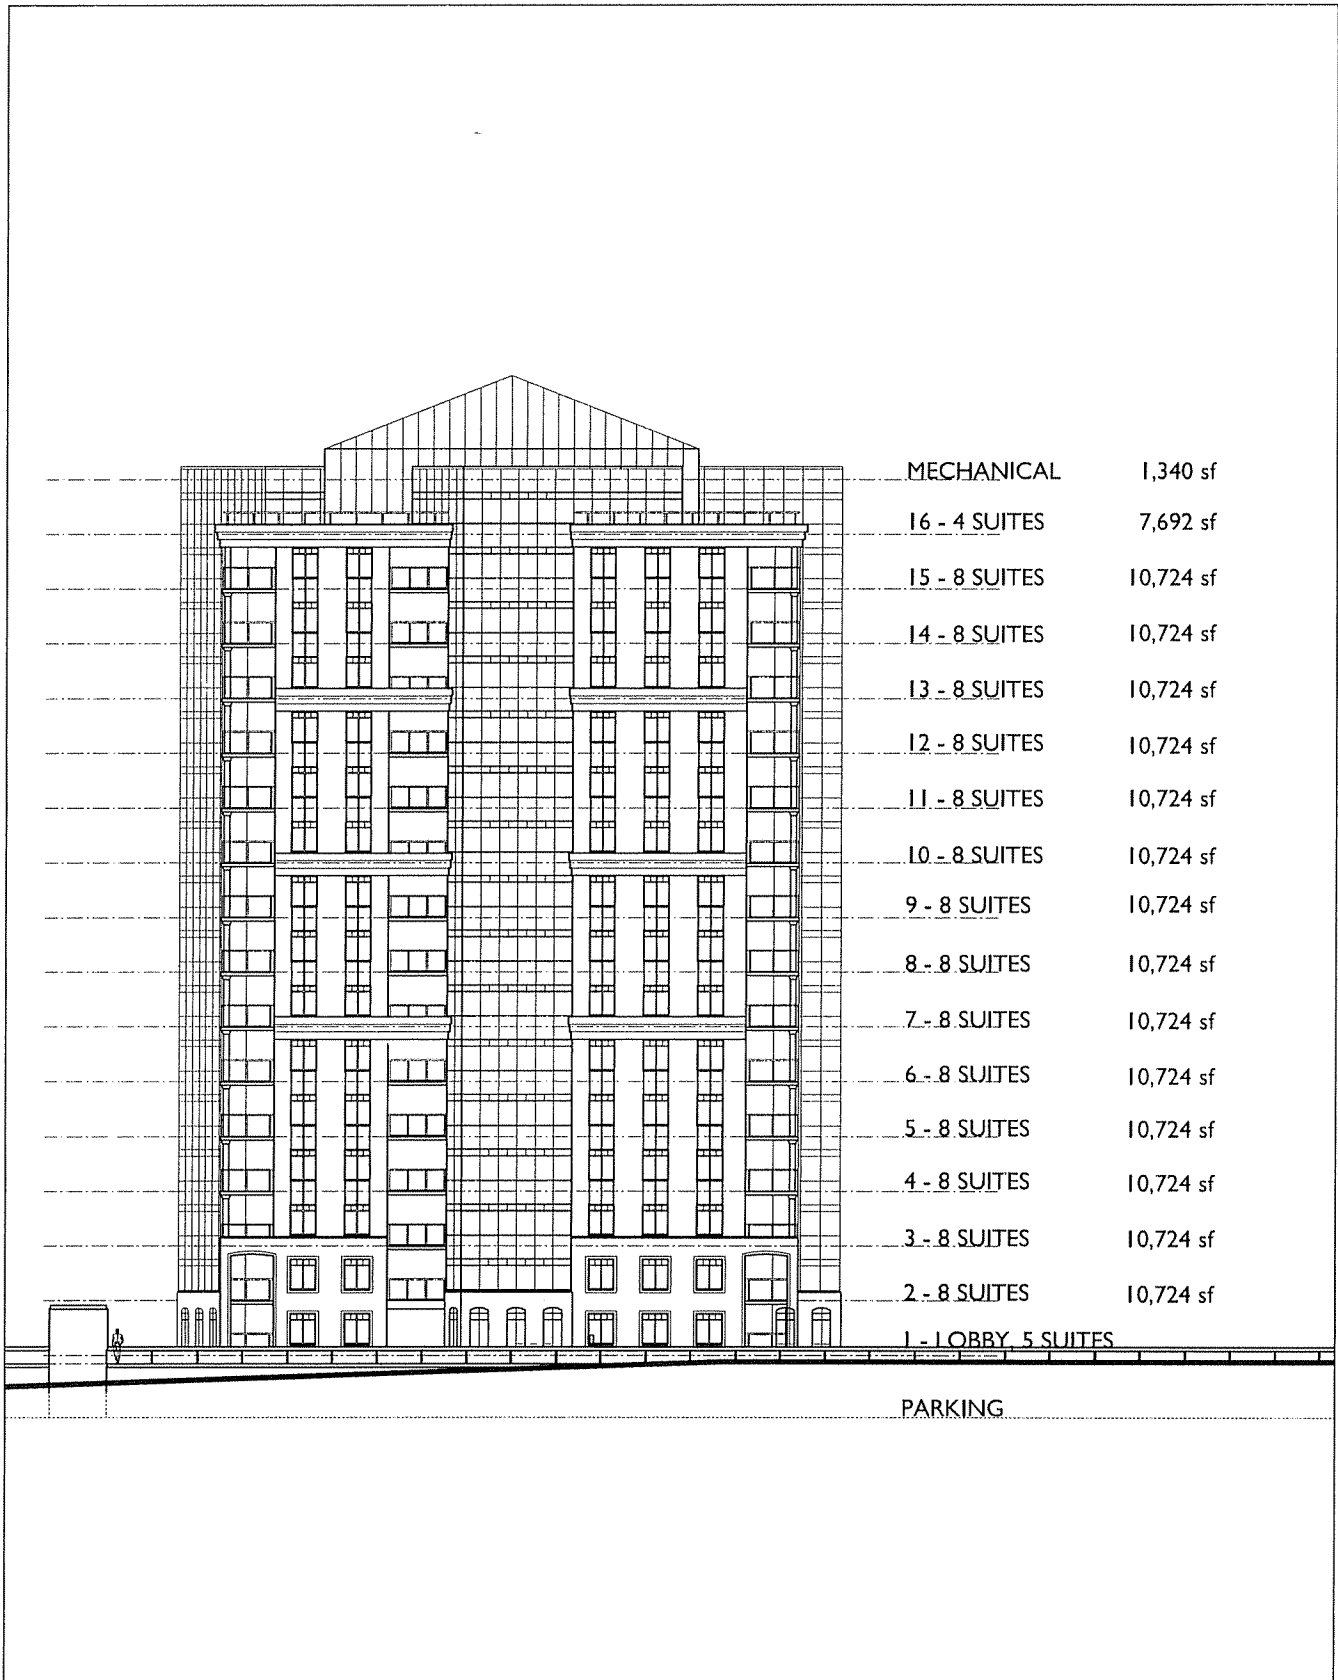 MECHANICAL 1,340 sf
16 - 4 SUITES 7,692 sf
15 - 8 SUITES 10,724 sf
14 - 8 SUITES 10,724 sf
13 - 8 SUITES 10,724 sf
12 - 8 SUITES 10,724 sf
11 - 8 SUITES 10,724 sf
10 - 8 SUITES 10,724 sf
9 - 8 SUITES 10,724 sf
8 - 8 SUITES 10,724 sf
7 - 8 SUITES 10,724 sf
6 - 8 SUITES 10,724 sf
5 - 8 SUITES 10,724 sf
4 - 8 SUITES 10,724 sf
3 - 8 SUITES 10,724 sf
2 - 8 SUITES 10,724 sf
1 - LOBBY, 5 SUITES
PARKING